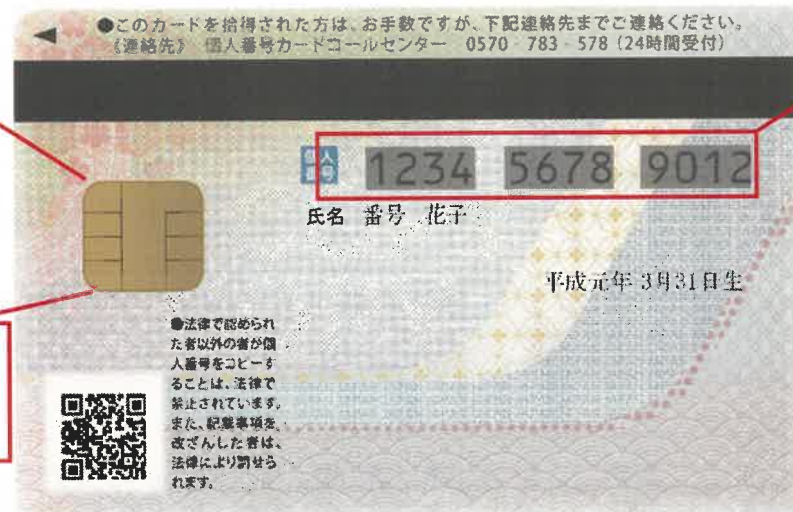 ●このカードを拾得された方は、お手数ですが、下記連絡先までご連絡ください。
《連絡先》 個人番号カードコールセンター 0570-783-578(24時間受付)
個人番号 1234 5678 9012
氏名 番号 花子
平成元年 3月31日生
●法律で認められ
た者以外の者が個
人番号をコピーす
ることは、法律で
禁止されています。
また、記載事項を
改ざんした者は、
法律により罰せら
れます。